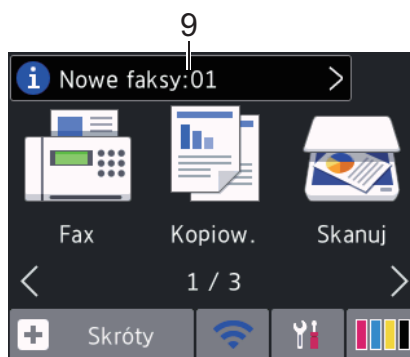 9
i Nowe faksy:01 >
Fax Kopiow. Skanuj
< 1 / 3 >
+ Skróty